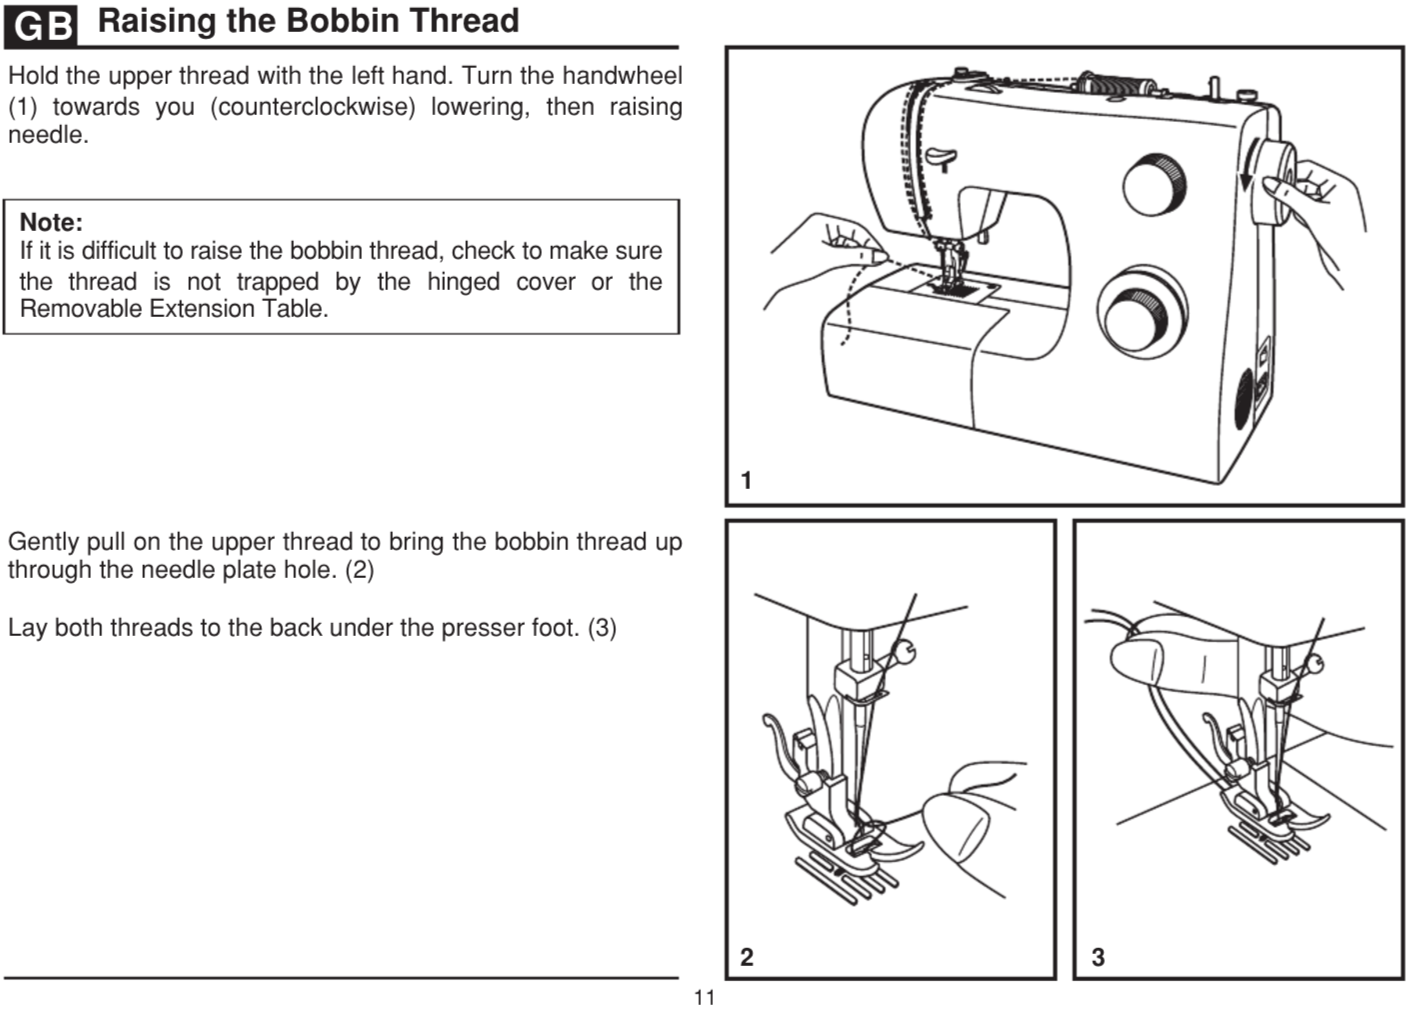 GB Raising the Bobbin Thread
Hold the upper thread with the left hand. Turn the handwheel
(1) towards you (counterclockwise) lowering, then raising
needle.
Note:
If it is difficult to raise the bobbin thread, check to make sure
the thread is not trapped by the hinged cover or the
Removable Extension Table.
Gently pull on the upper thread to bring the bobbin thread up
through the needle plate hole. (2)
Lay both threads to the back under the presser foot. (3)
1
2
3
11